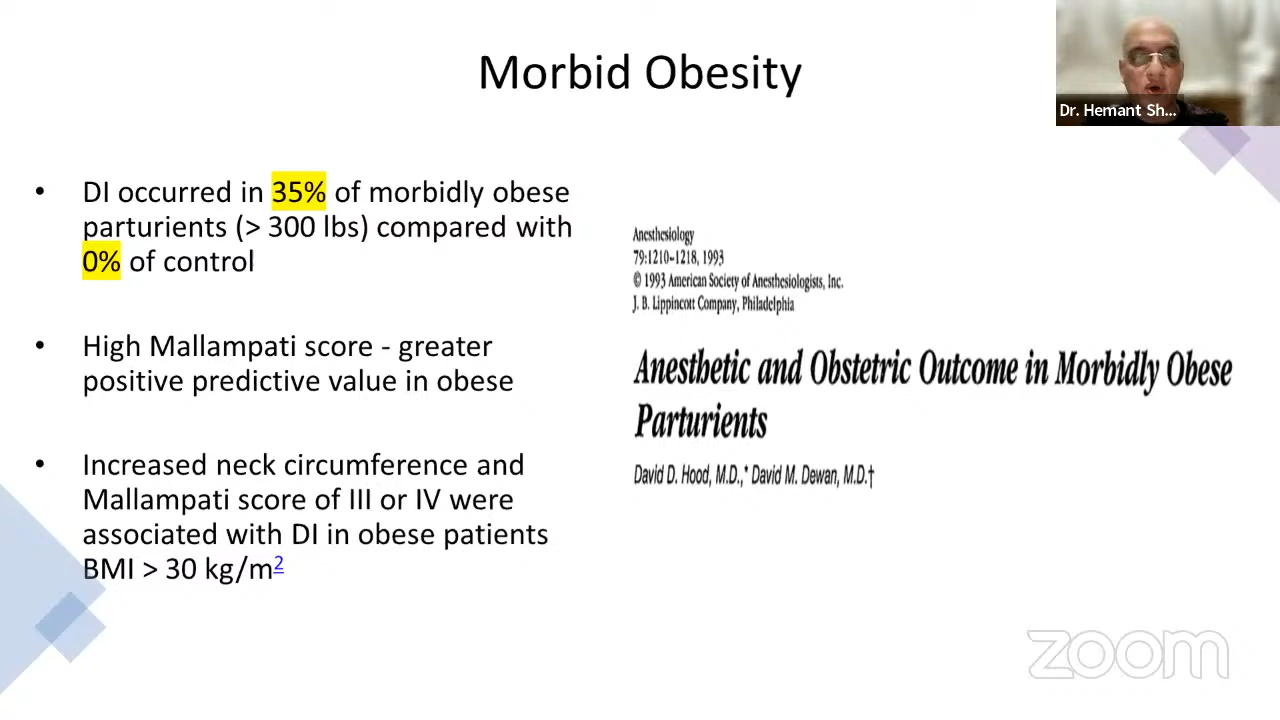 Morbid Obesity
Dr. Hemant Sh...
• DI occurred in 35% of morbidly obese
parturients (> 300 lbs) compared with
0% of control
• High Mallampati score - greater
positive predictive value in obese
• Increased neck circumference and
Mallampati score of III or IV were
associated with DI in obese patients
BMI > 30 kg/m2
Anesthesiology
79:1210–1218, 1993
© 1993 American Society of Anesthesiologists, Inc.
J. B. Lippincott Company, Philadelphia
Anesthetic and Obstetric Outcome in Morbidly Obese
Parturients
David D. Hood, M.D.,* David M. Dewan, M.D.†
zoom